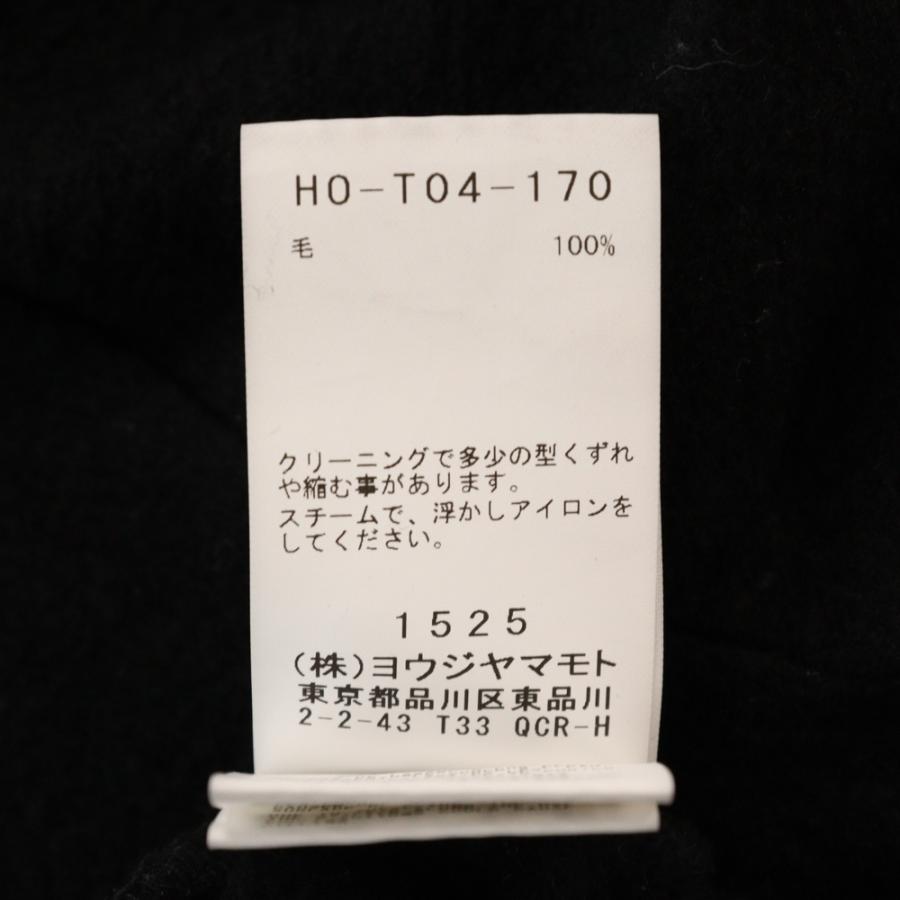 HO-T04-170
毛 100%
クリーニングで多少の型くずれ
や縮む事があります。
スチームで、浮かしアイロンを
してください。
1525
(株)ヨウジヤマモト
東京都品川区東品川
2-2-43 T33 QCR-H